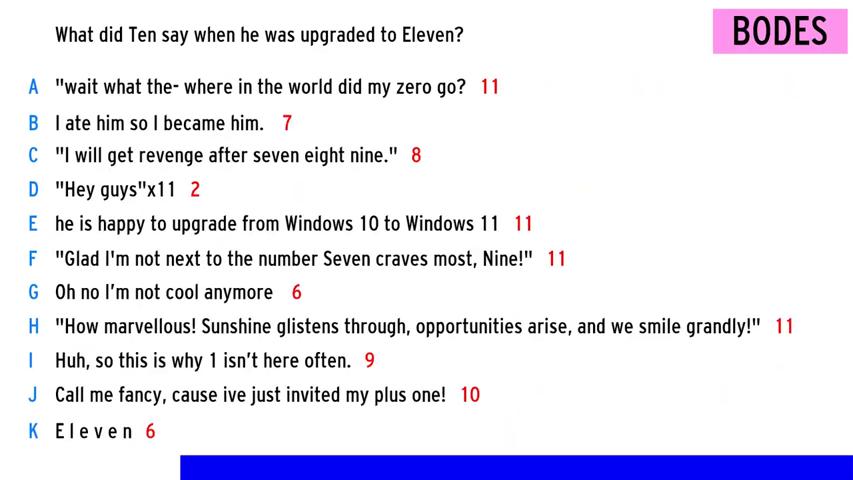 What did Ten say when he was upgraded to Eleven?
BODES
A "wait what the- where in the world did my zero go? 11
B I ate him so I became him. 7
C "I will get revenge after seven eight nine." 8
D "Hey guys"x11 2
E he is happy to upgrade from Windows 10 to Windows 11 11
F "Glad I'm not next to the number Seven craves most, Nine!" 11
G Oh no I'm not cool anymore 6
H "How marvellous! Sunshine glistens through, opportunities arise, and we smile grandly!" 11
I Huh, so this is why 1 isn't here often. 9
J Call me fancy, cause ive just invited my plus one! 10
K E l e v e n 6